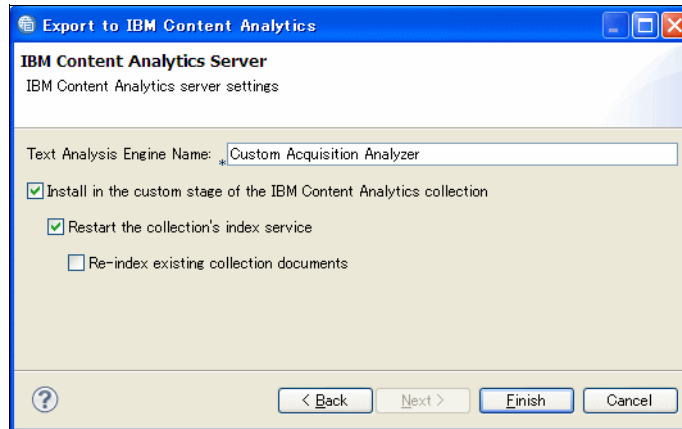 Export to IBM Content Analytics
IBM Content Analytics Server
IBM Content Analytics server settings
Text Analysis Engine Name: * Custom Acquisition Analyzer
Install in the custom stage of the IBM Content Analytics collection
Restart the collection's index service
Re-index existing collection documents
? < Back Next > Finish Cancel